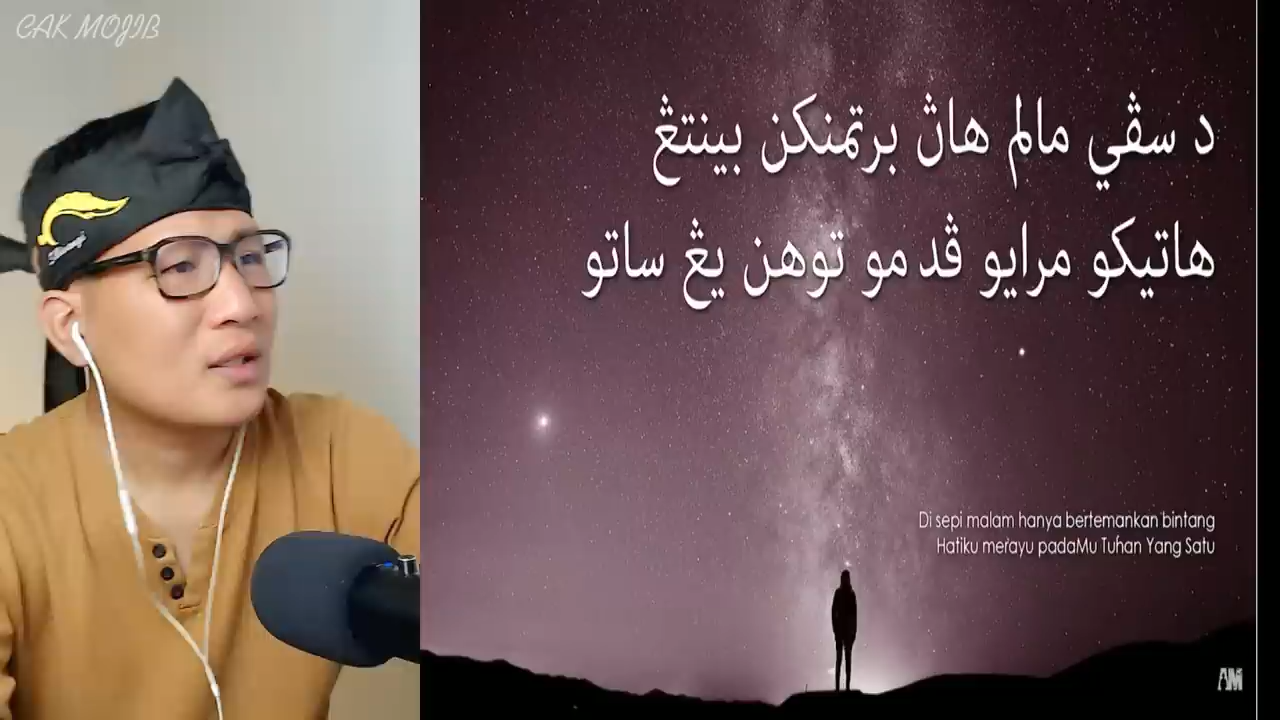 CAK MOJIB
د سڤي مالم هاڽ برتمنكن بينتڠ
هاتيكو مرايو ڤدمو توهن يڠ ساتو
Di sepi malam hanya bertemankan bintang
Hatiku merayu padaMu Tuhan Yang Satu
AM